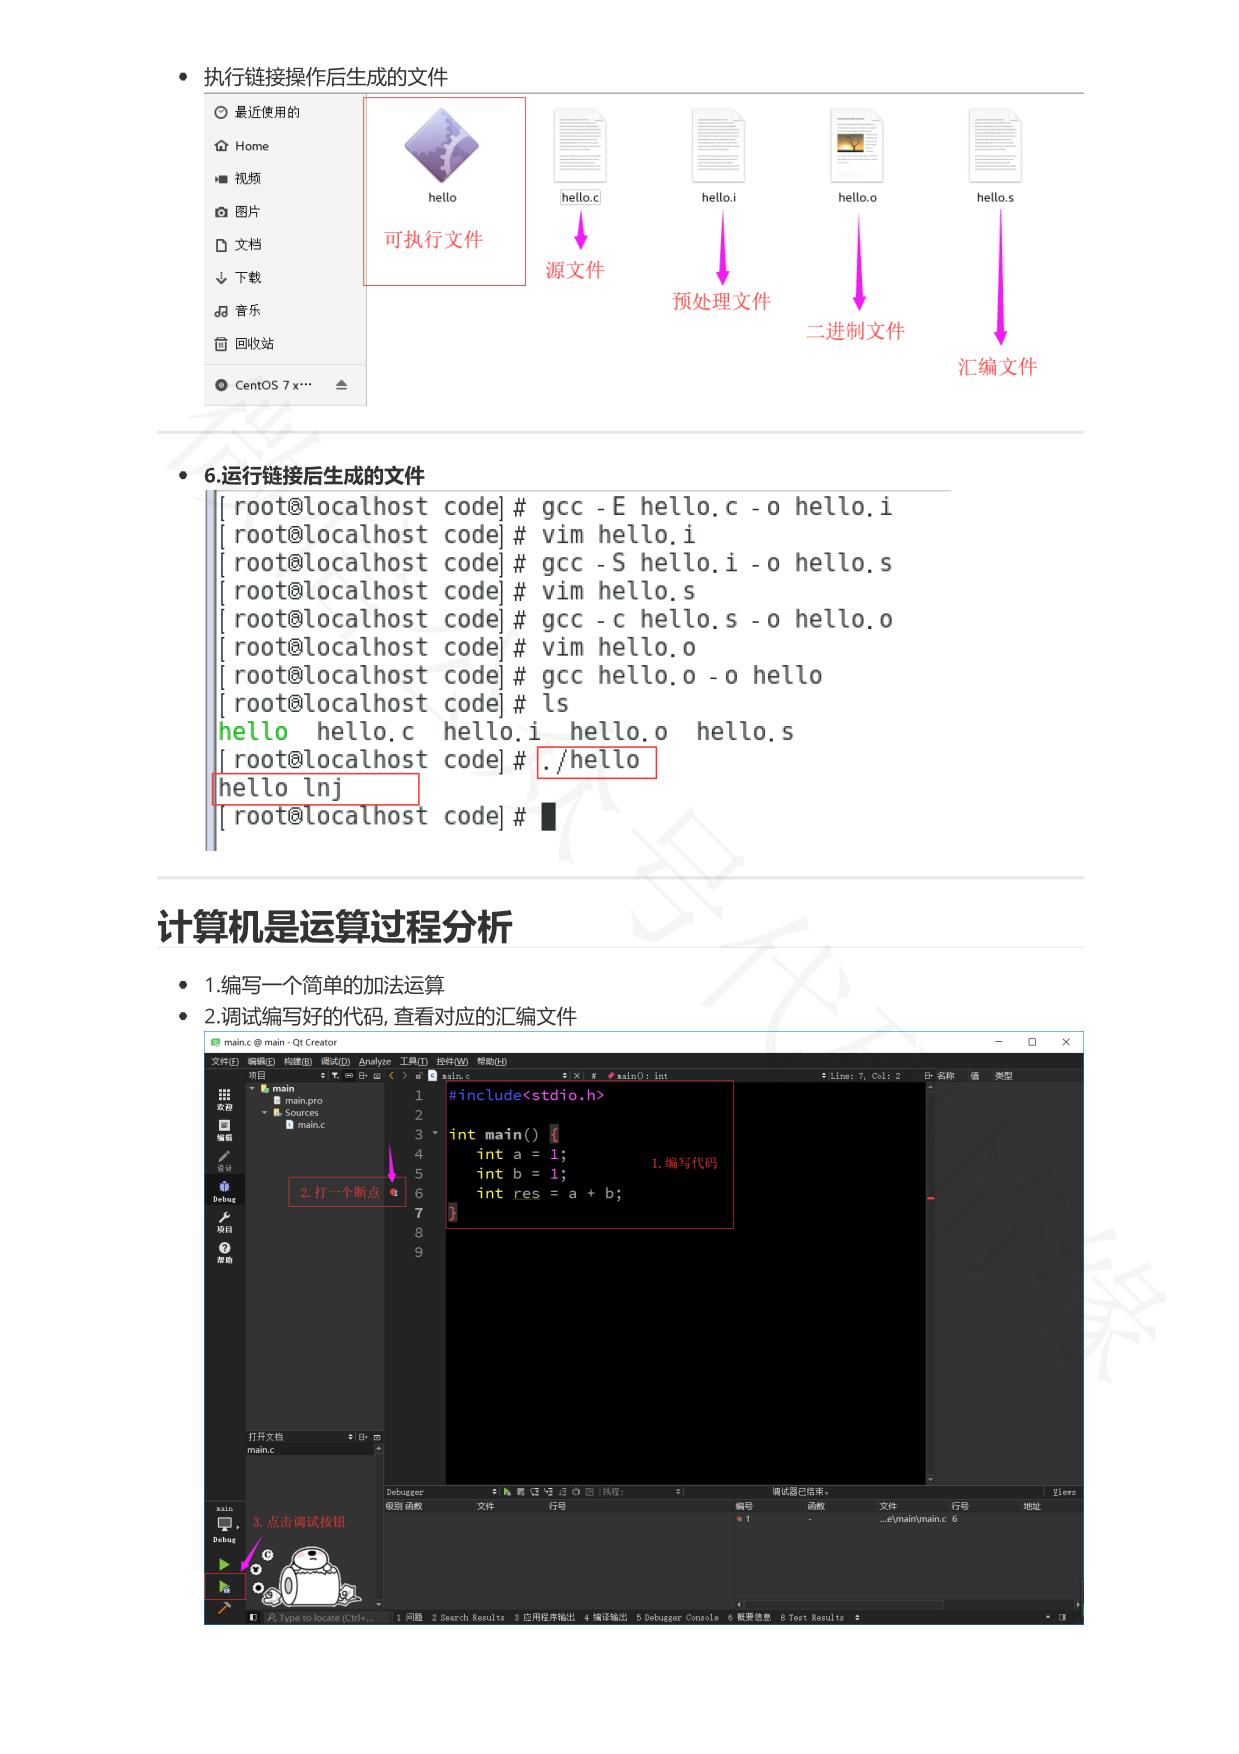 执行链接操作后生成的文件
最近使用的
Home
视频
图片
文档
下载
音乐
回收站
CentOS 7 x···
hello
hello.c
hello.i
hello.o
hello.s
可执行文件
源文件
预处理文件
二进制文件
汇编文件
6.运行链接后生成的文件
[root@localhost code]# gcc -E hello.c -o hello.i
[root@localhost code]# vim hello.i
[root@localhost code]# gcc -S hello.i -o hello.s
[root@localhost code]# vim hello.s
[root@localhost code]# gcc -c hello.s -o hello.o
[root@localhost code]# vim hello.o
[root@localhost code]# gcc hello.o -o hello
[root@localhost code]# ls
hello hello.c hello.i hello.o hello.s
[root@localhost code]# ./hello
hello lnj
[root@localhost code]#
计算机是运算过程分析
1.编写一个简单的加法运算
2.调试编写好的代码, 查看对应的汇编文件
main.c @ main - Qt Creator
文件(F) 编辑(E) 构建(B) 调试(D) Analyze 工具(T) 控件(W) 帮助(H)
项目
main.c
# main(): int
Line: 7, Col: 2
名称 值 类型
欢迎
编辑
设计
Debug
项目
帮助
main
main.pro
Sources
main.c
1 #include<stdio.h>
2
3 int main() {
4 int a = 1;
5 int b = 1;
6 int res = a + b;
7 }
8
9
1.编写代码
2.打一个断点
打开文档
main.c
Debugger
线程:
调试器已结束。
Views
级别 函数 文件 行号
编号 函数 文件 行号 地址
1 - ...e\main\main.c 6
main
Debug
3.点击调试按钮
Type to locate (Ctrl+...
1 问题 2 Search Results 3 应用程序输出 4 编译输出 5 Debugger Console 6 概要信息 8 Test Results